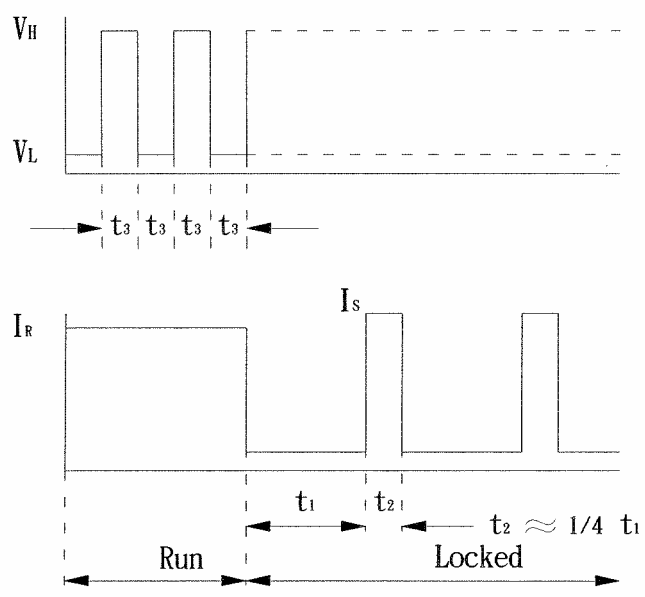 VH
VL
t3 t3 t3 t3
IR
IS
t1
t2
t2 ≈ 1/4 t1
Run
Locked